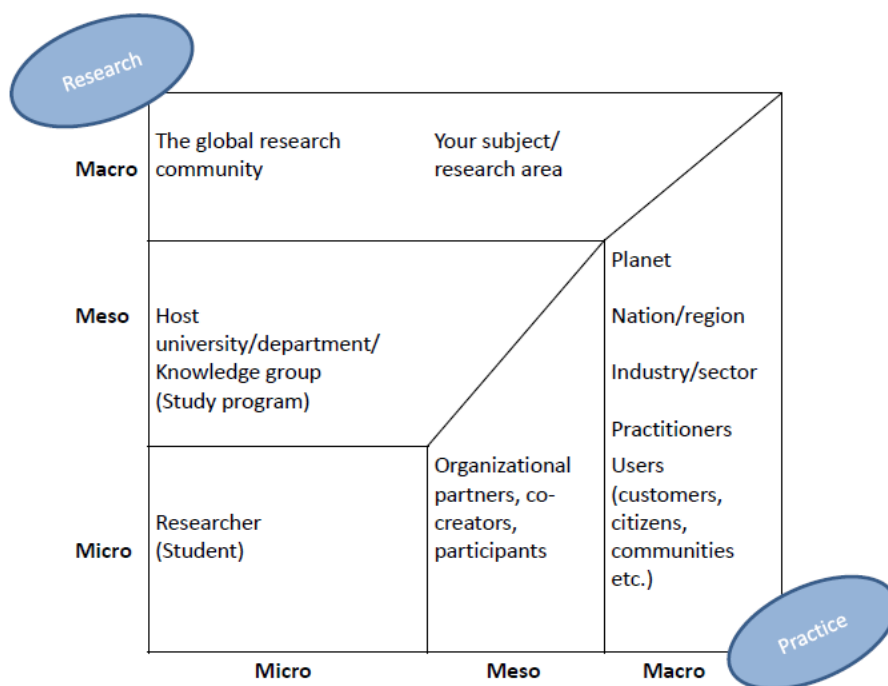 Research
The global research
community
Your subject/
research area
Macro
Planet
Meso
Host
university/department/
Knowledge group
(Study program)
Nation/region
Industry/sector
Practitioners
Micro
Researcher
(Student)
Organizational
partners, co-
creators,
participants
Users
(customers,
citizens,
communities
etc.)
Practice
Micro
Meso
Macro